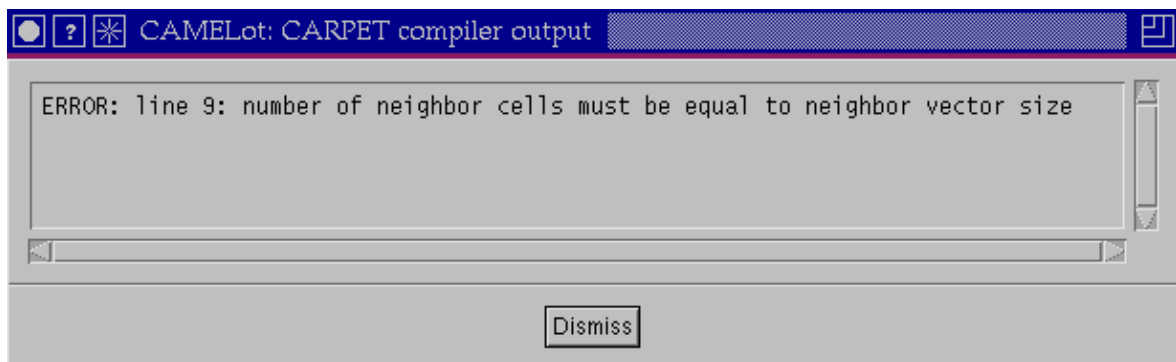 ? CAMELot: CARPET compiler output
ERROR: line 9: number of neighbor cells must be equal to neighbor vector size
Dismiss